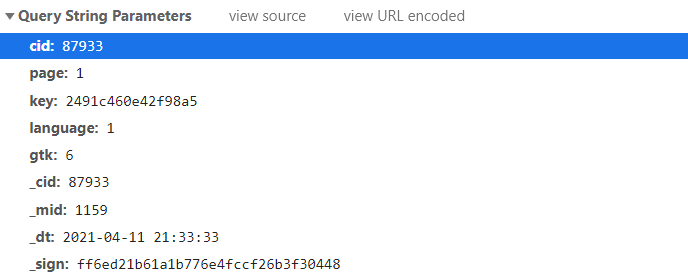 ▼Query String Parameters view source view URL encoded
cid: 87933
page: 1
key: 2491c460e42f98a5
language: 1
gtk: 6
_cid: 87933
_mid: 1159
_dt: 2021-04-11 21:33:33
_sign: ff6ed21b61a1b776e4fccf26b3f30448